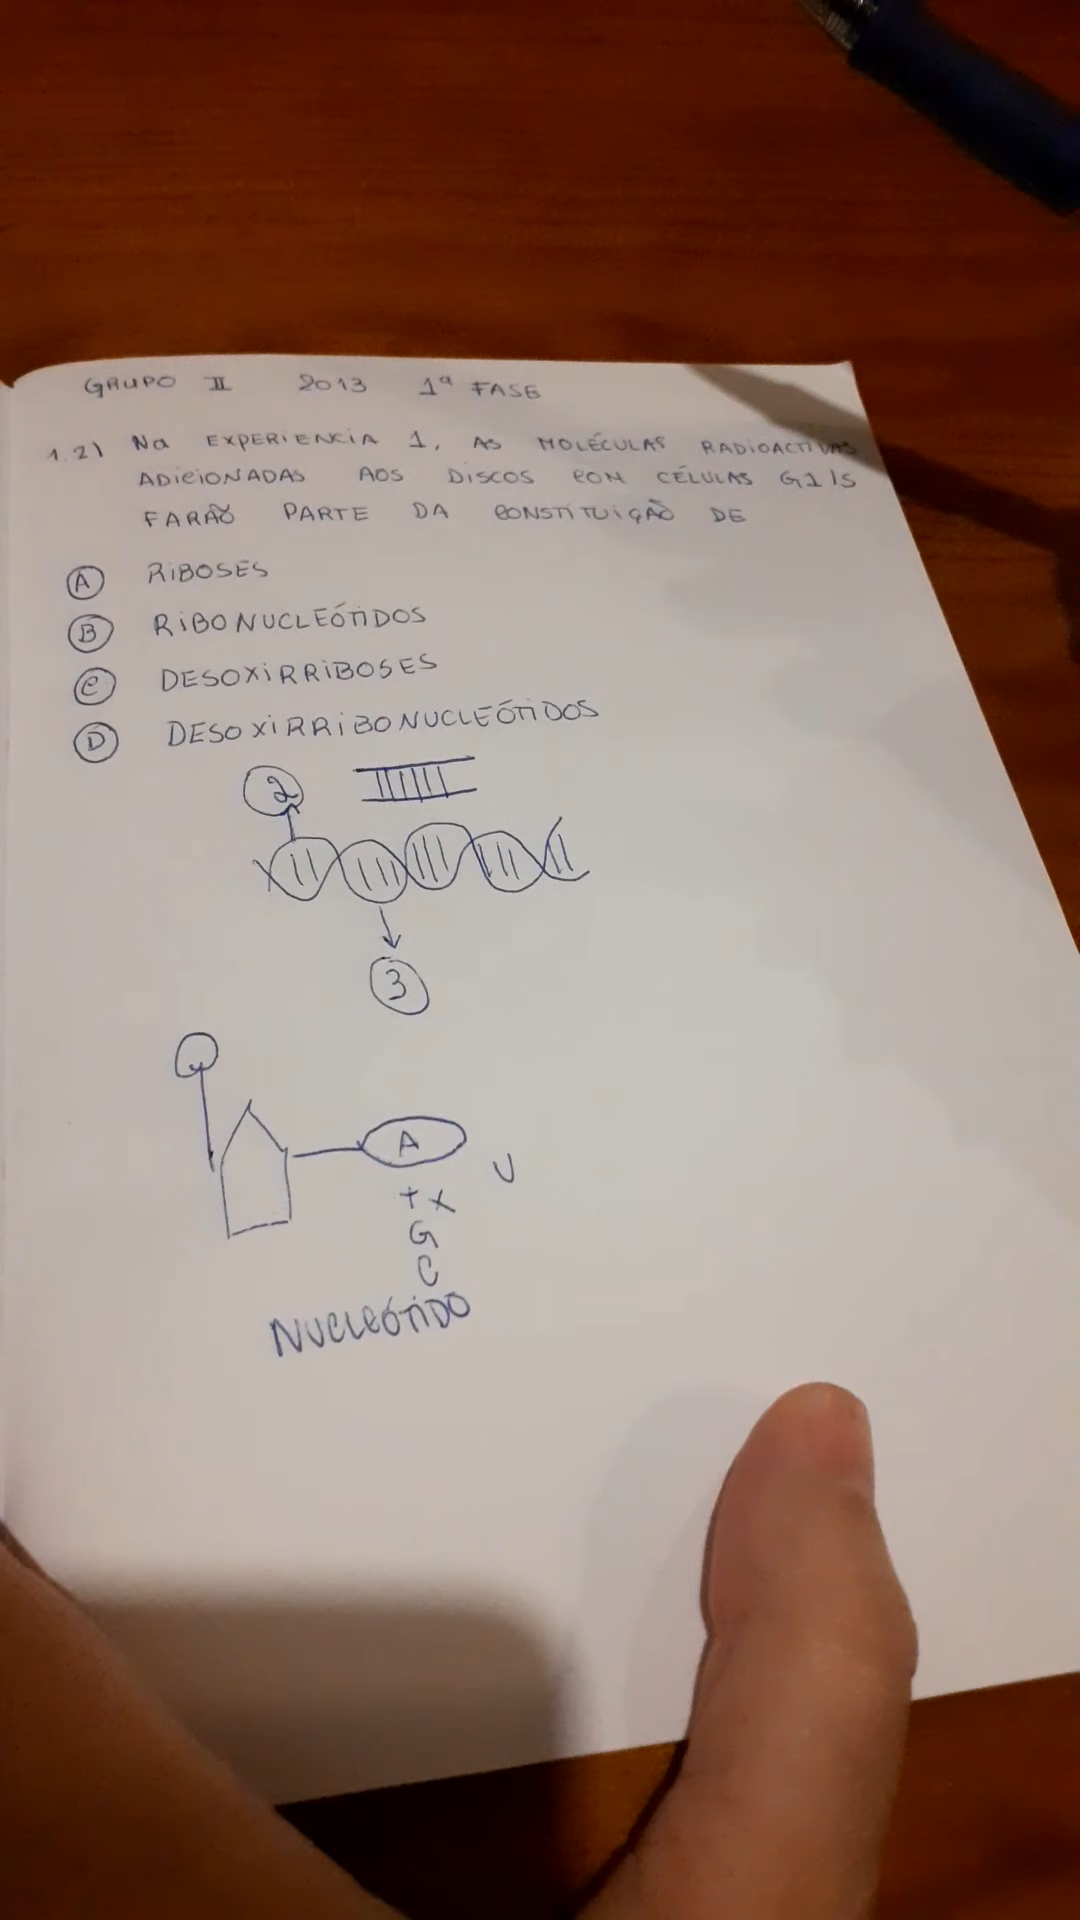 GRUPO II 2013 1ª FASE
1.2) Na EXPERIENCIA 1, AS MOLÉCULAS RADIOACTIVAS
ADICIONADAS AOS DISCOS COM CÉLULAS G1/S
FARÃO PARTE DA CONSTITUIÇÃO DE
A RIBOSES
B RIBONUCLEÓTIDOS
C DESOXIRRIBOSES
D DESOXIRRIBONUCLEÓTIDOS
2
3
A
U
T X
G
C
NUCLEÓTIDO